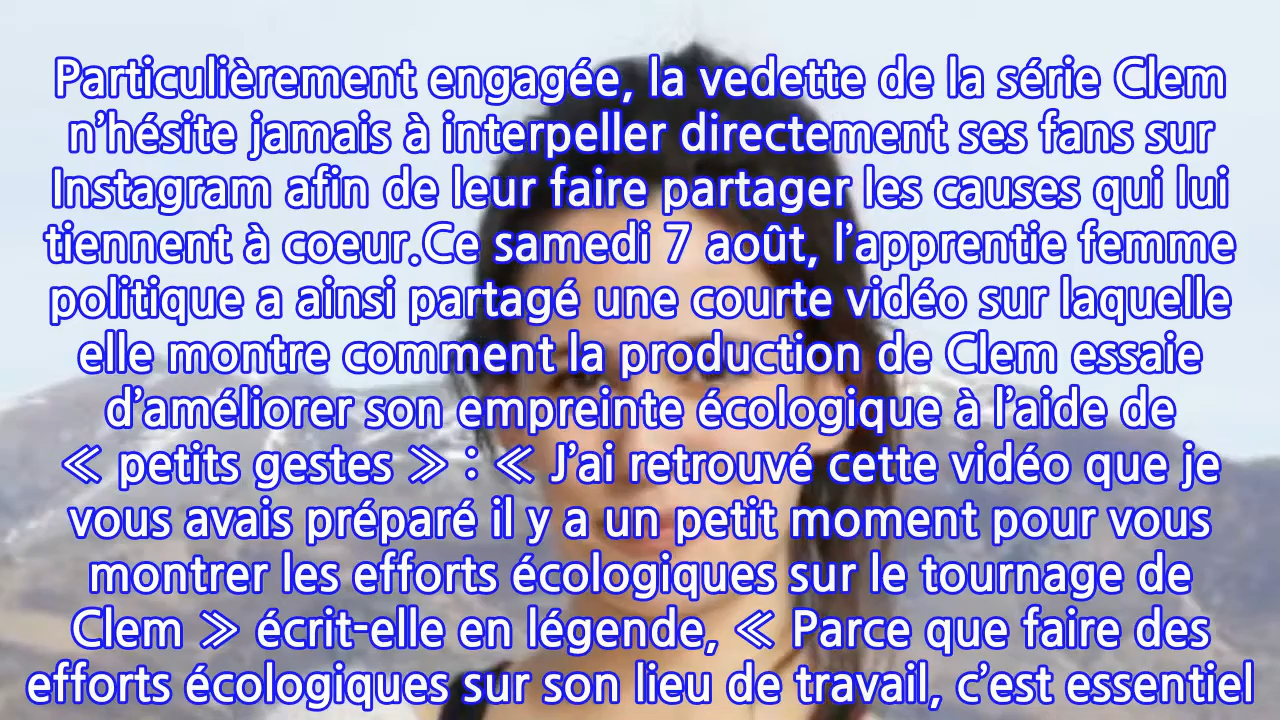 Particulièrement engagée, la vedette de la série Clem
n’hésite jamais à interpeller directement ses fans sur
Instagram afin de leur faire partager les causes qui lui
tiennent à coeur.Ce samedi 7 août, l’apprentie femme
politique a ainsi partagé une courte vidéo sur laquelle
elle montre comment la production de Clem essaie
d’améliorer son empreinte écologique à l’aide de
« petits gestes » : « J’ai retrouvé cette vidéo que je
vous avais préparé il y a un petit moment pour vous
montrer les efforts écologiques sur le tournage de
Clem » écrit-elle en légende, « Parce que faire des
efforts écologiques sur son lieu de travail, c’est essentiel